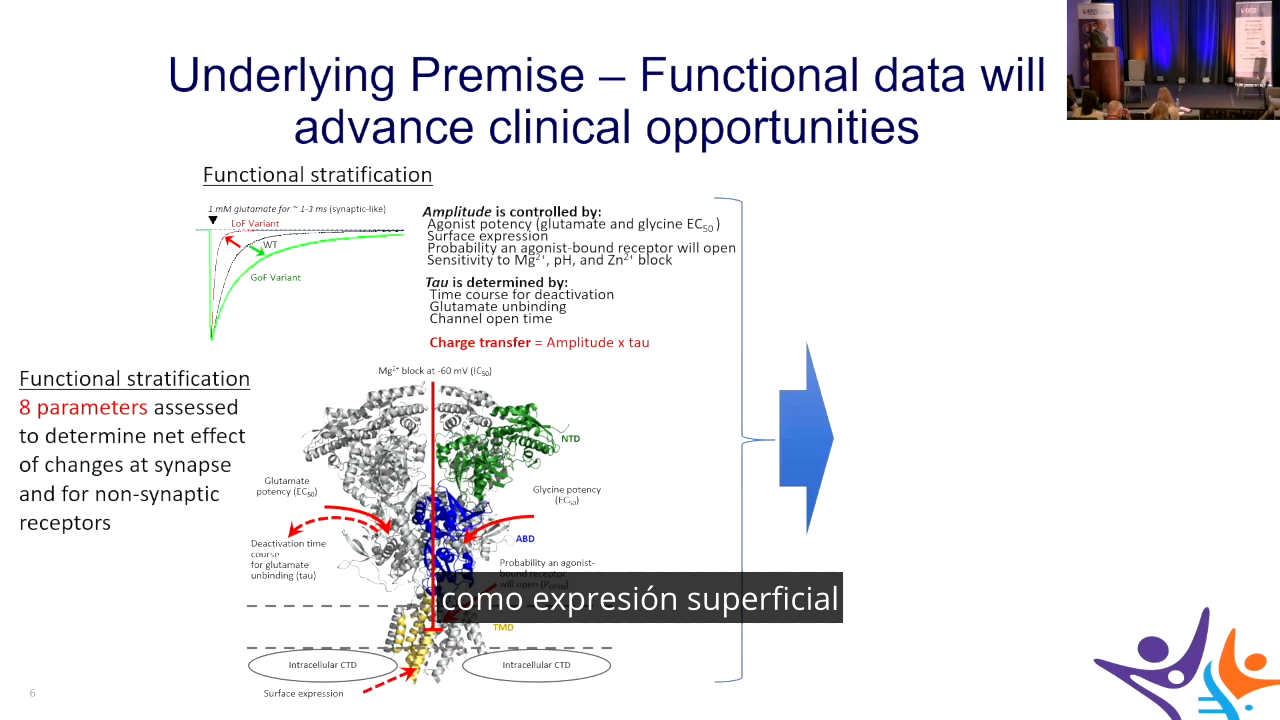 Underlying Premise – Functional data will
advance clinical opportunities
Functional stratification
1 mM glutamate for ~ 1-3 ms (synaptic-like)
LoF Variant
WT
GoF Variant
Amplitude is controlled by:
Agonist potency (glutamate and glycine EC50 )
Surface expression
Probability an agonist-bound receptor will open
Sensitivity to Mg2+, pH, and Zn2+ block
Tau is determined by:
Time course for deactivation
Glutamate unbinding
Channel open time
Charge transfer = Amplitude x tau
Functional stratification
8 parameters assessed
to determine net effect
of changes at synapse
and for non-synaptic
receptors
Mg2+ block at -60 mV (IC50)
NTD
Glutamate
potency (EC50)
Glycine potency
(EC50)
Deactivation time
course
for glutamate
unbinding (tau)
ABD
Probability an agonist-
bound receptor
will open (POPEN)
como expresión superficial
TMD
Intracellular CTD
Intracellular CTD
Surface expression
6